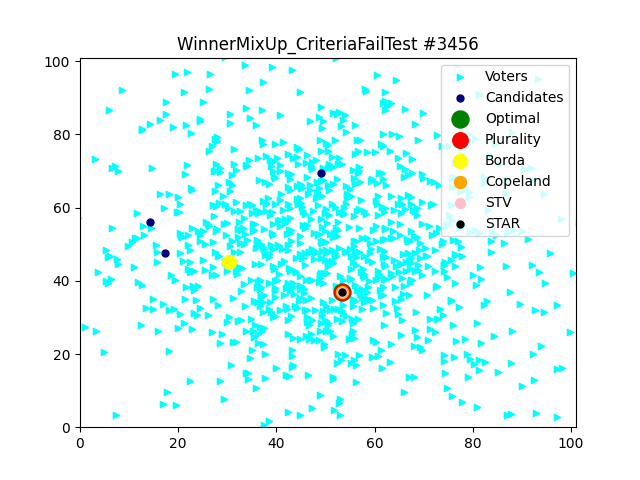 WinnerMixUp_CriteriaFailTest #3456
100
80
60
40
20
0
0
20
40
60
80
100
Voters
Candidates
Optimal
Plurality
Borda
Copeland
STV
STAR